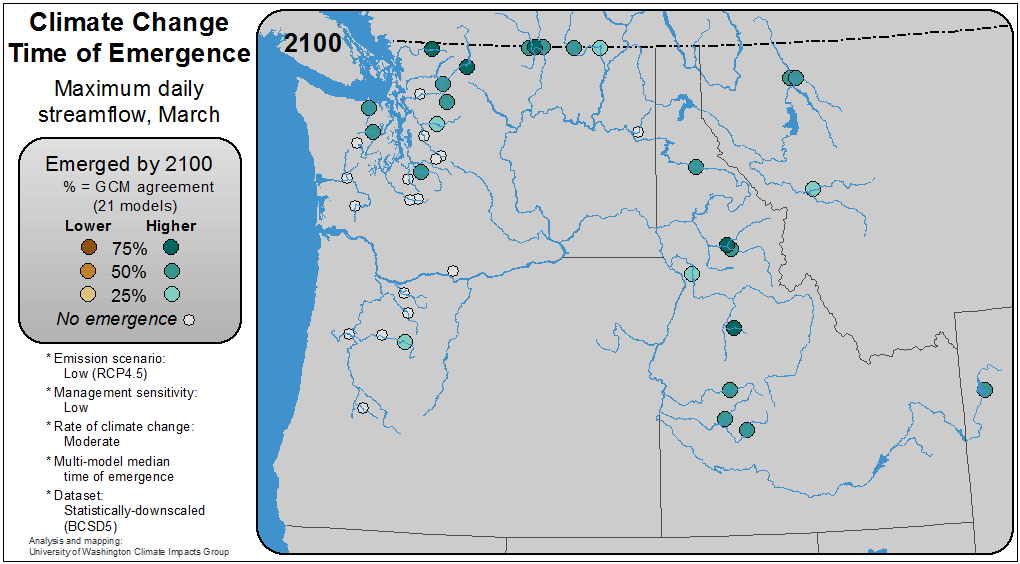 Climate Change
Time of Emergence
Maximum daily
streamflow, March
Emerged by 2100
% = GCM agreement
(21 models)
Lower Higher
75%
50%
25%
No emergence
* Emission scenario:
Low (RCP4.5)
* Management sensitivity:
Low
* Rate of climate change:
Moderate
* Multi-model median
time of emergence
* Dataset:
Statistically-downscaled
(BCSD5)
Analysis and mapping:
University of Washington Climate Impacts Group
2100